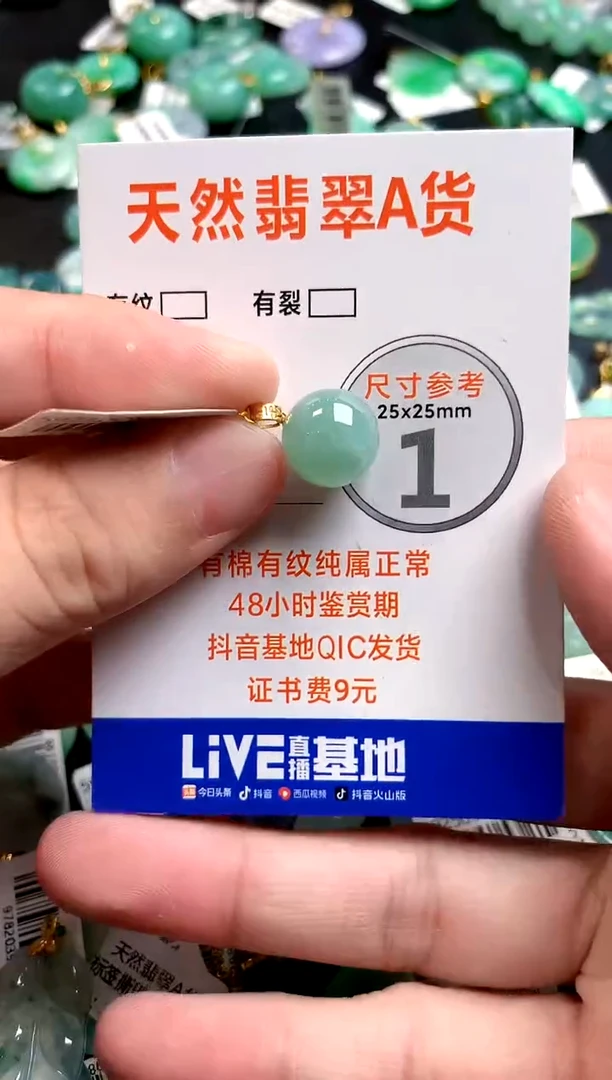 天然翡翠A货
有纹 有裂
尺寸参考
25x25mm
1
有棉有纹纯属正常
48小时鉴赏期
抖音基地QIC发货
证书费9元
LiVE直播基地
今日头条 抖音 西瓜视频 抖音火山版
天然翡翠A